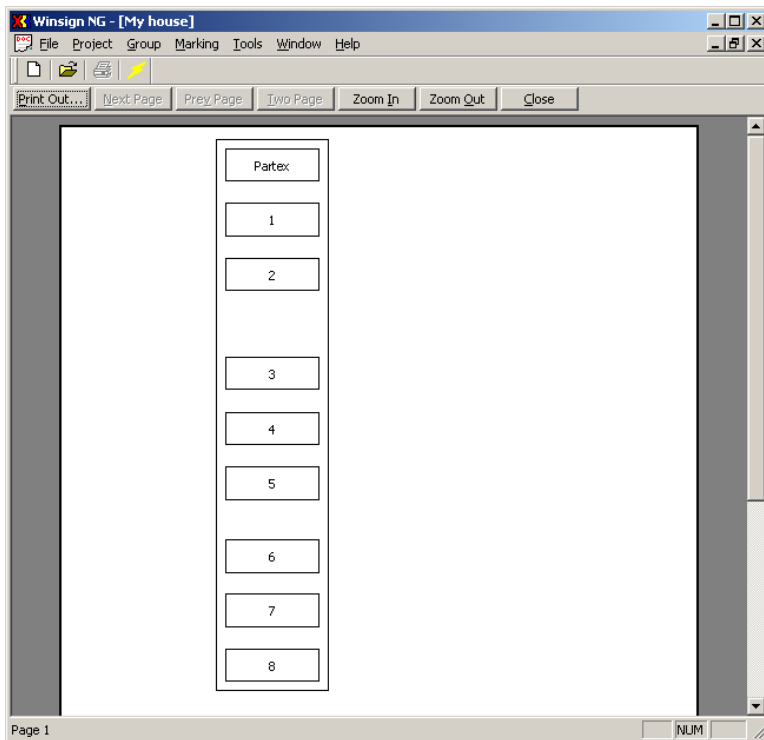 Winsign NG - [My house]
File Project Group Marking Tools Window Help
Print Out... Next Page Prev Page Two Page Zoom In Zoom Out Close
Partex
1
2
3
4
5
6
7
8
Page 1 NUM